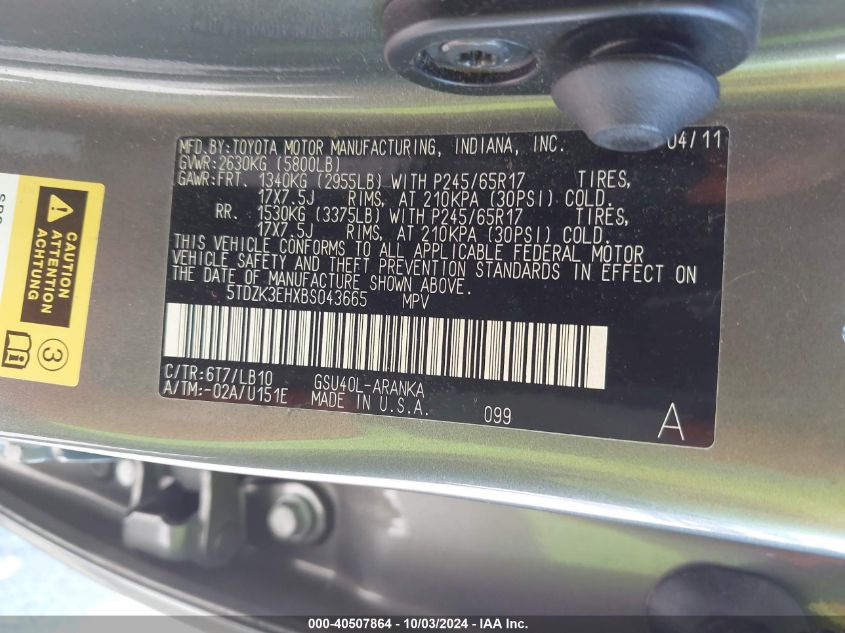 MFD.BY:TOYOTA MOTOR MANUFACTURING, INDIANA, INC. 04/11
GVWR:2630KG (5800LB)
GAWR:FRT. 1340KG (2955LB) WITH P245/65R17 TIRES,
17X7.5J RIMS, AT 210KPA (30PSI) COLD.
RR. 1530KG (3375LB) WITH P245/65R17 TIRES,
17X7.5J RIMS, AT 210KPA (30PSI) COLD.
THIS VEHICLE CONFORMS TO ALL APPLICABLE FEDERAL MOTOR
VEHICLE SAFETY AND THEFT PREVENTION STANDARDS IN EFFECT ON
THE DATE OF MANUFACTURE SHOWN ABOVE.
5TDZK3EHXBS043665 MPV
C/TR:6T7/LB10 GSU40L-ARANKA
A/TM:-02A/U151E MADE IN U.S.A. 099 A
CAUTION
ATTENTION
ACHTUNG
3
000-40507864 - 10/03/2024 - IAA Inc.